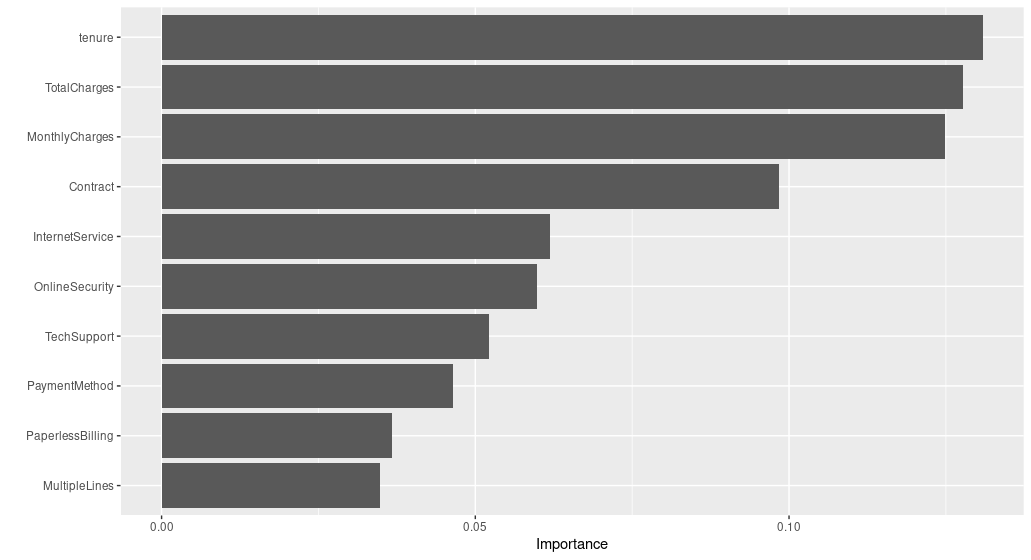 tenure
TotalCharges
MonthlyCharges
Contract
InternetService
OnlineSecurity
TechSupport
PaymentMethod
PaperlessBilling
MultipleLines
0.00 0.05 0.10
Importance